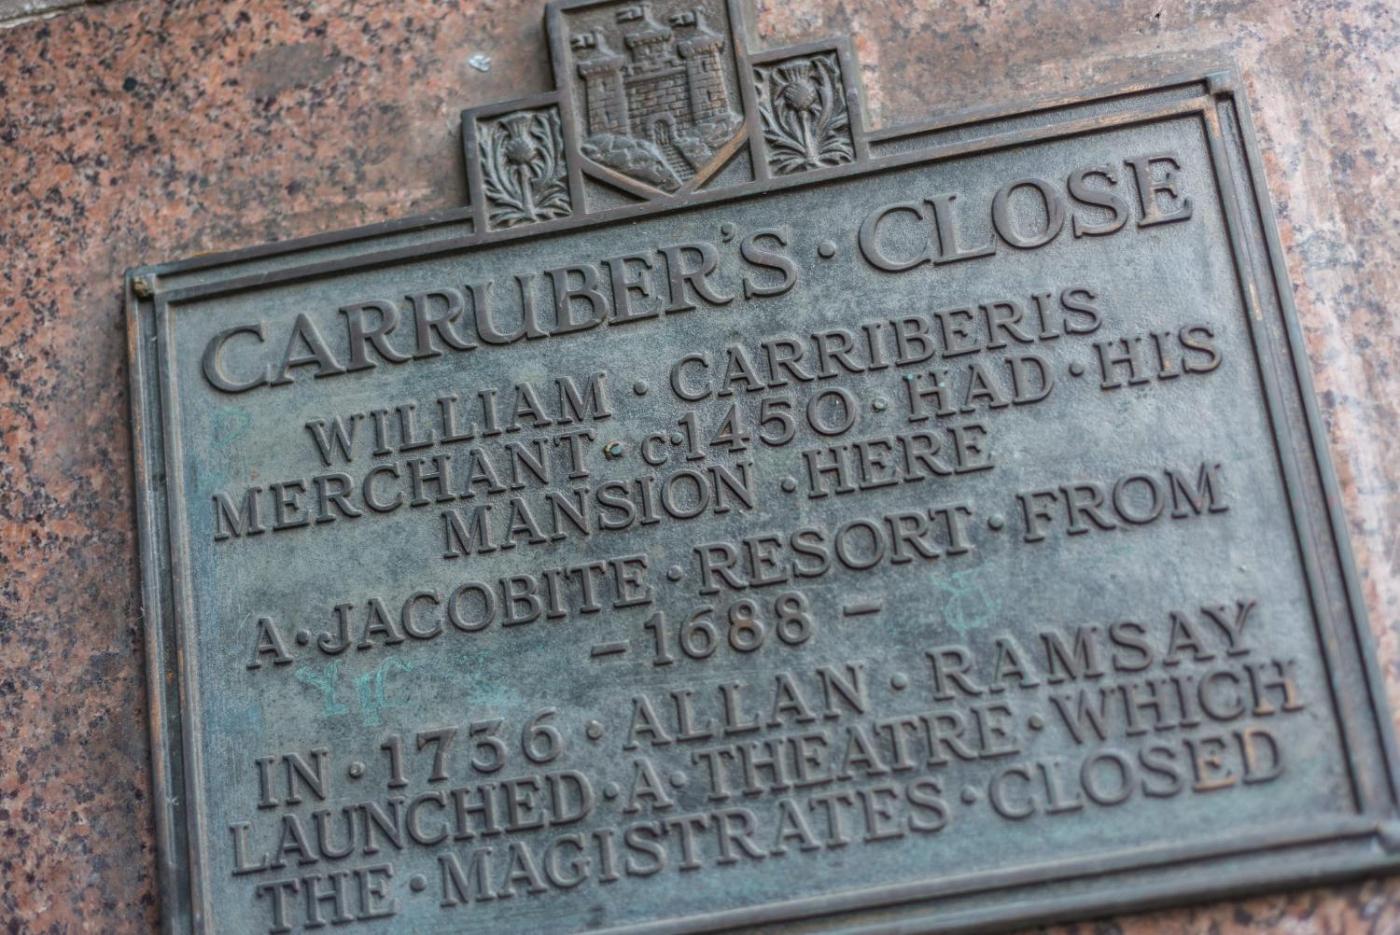 CARRUBER'S · CLOSE
WILLIAM · CARRIBERIS
MERCHANT · c·1450 · HAD · HIS
MANSION · HERE
A · JACOBITE · RESORT · FROM
– 1688 –
IN · 1736 · ALLAN · RAMSAY
LAUNCHED · A · THEATRE · WHICH
THE · MAGISTRATES · CLOSED